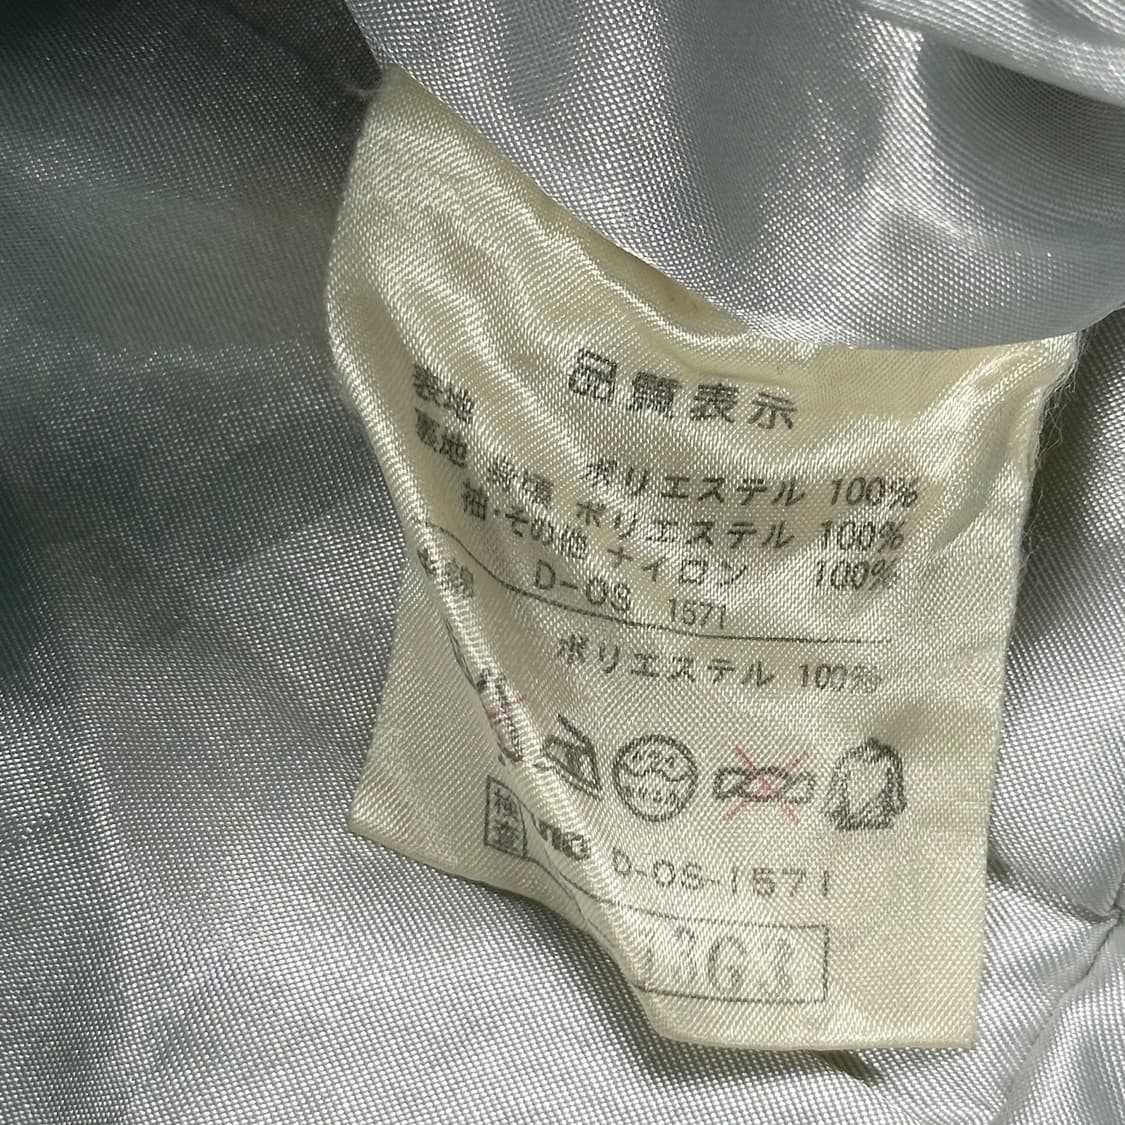 品質表示
表地 ポリエステル 100%
裏地 身頃 ポリエステル 100%
袖・その他 ナイロン 100%
D-OS 1571
中綿 ポリエステル 100%
検査 D-OS-1571